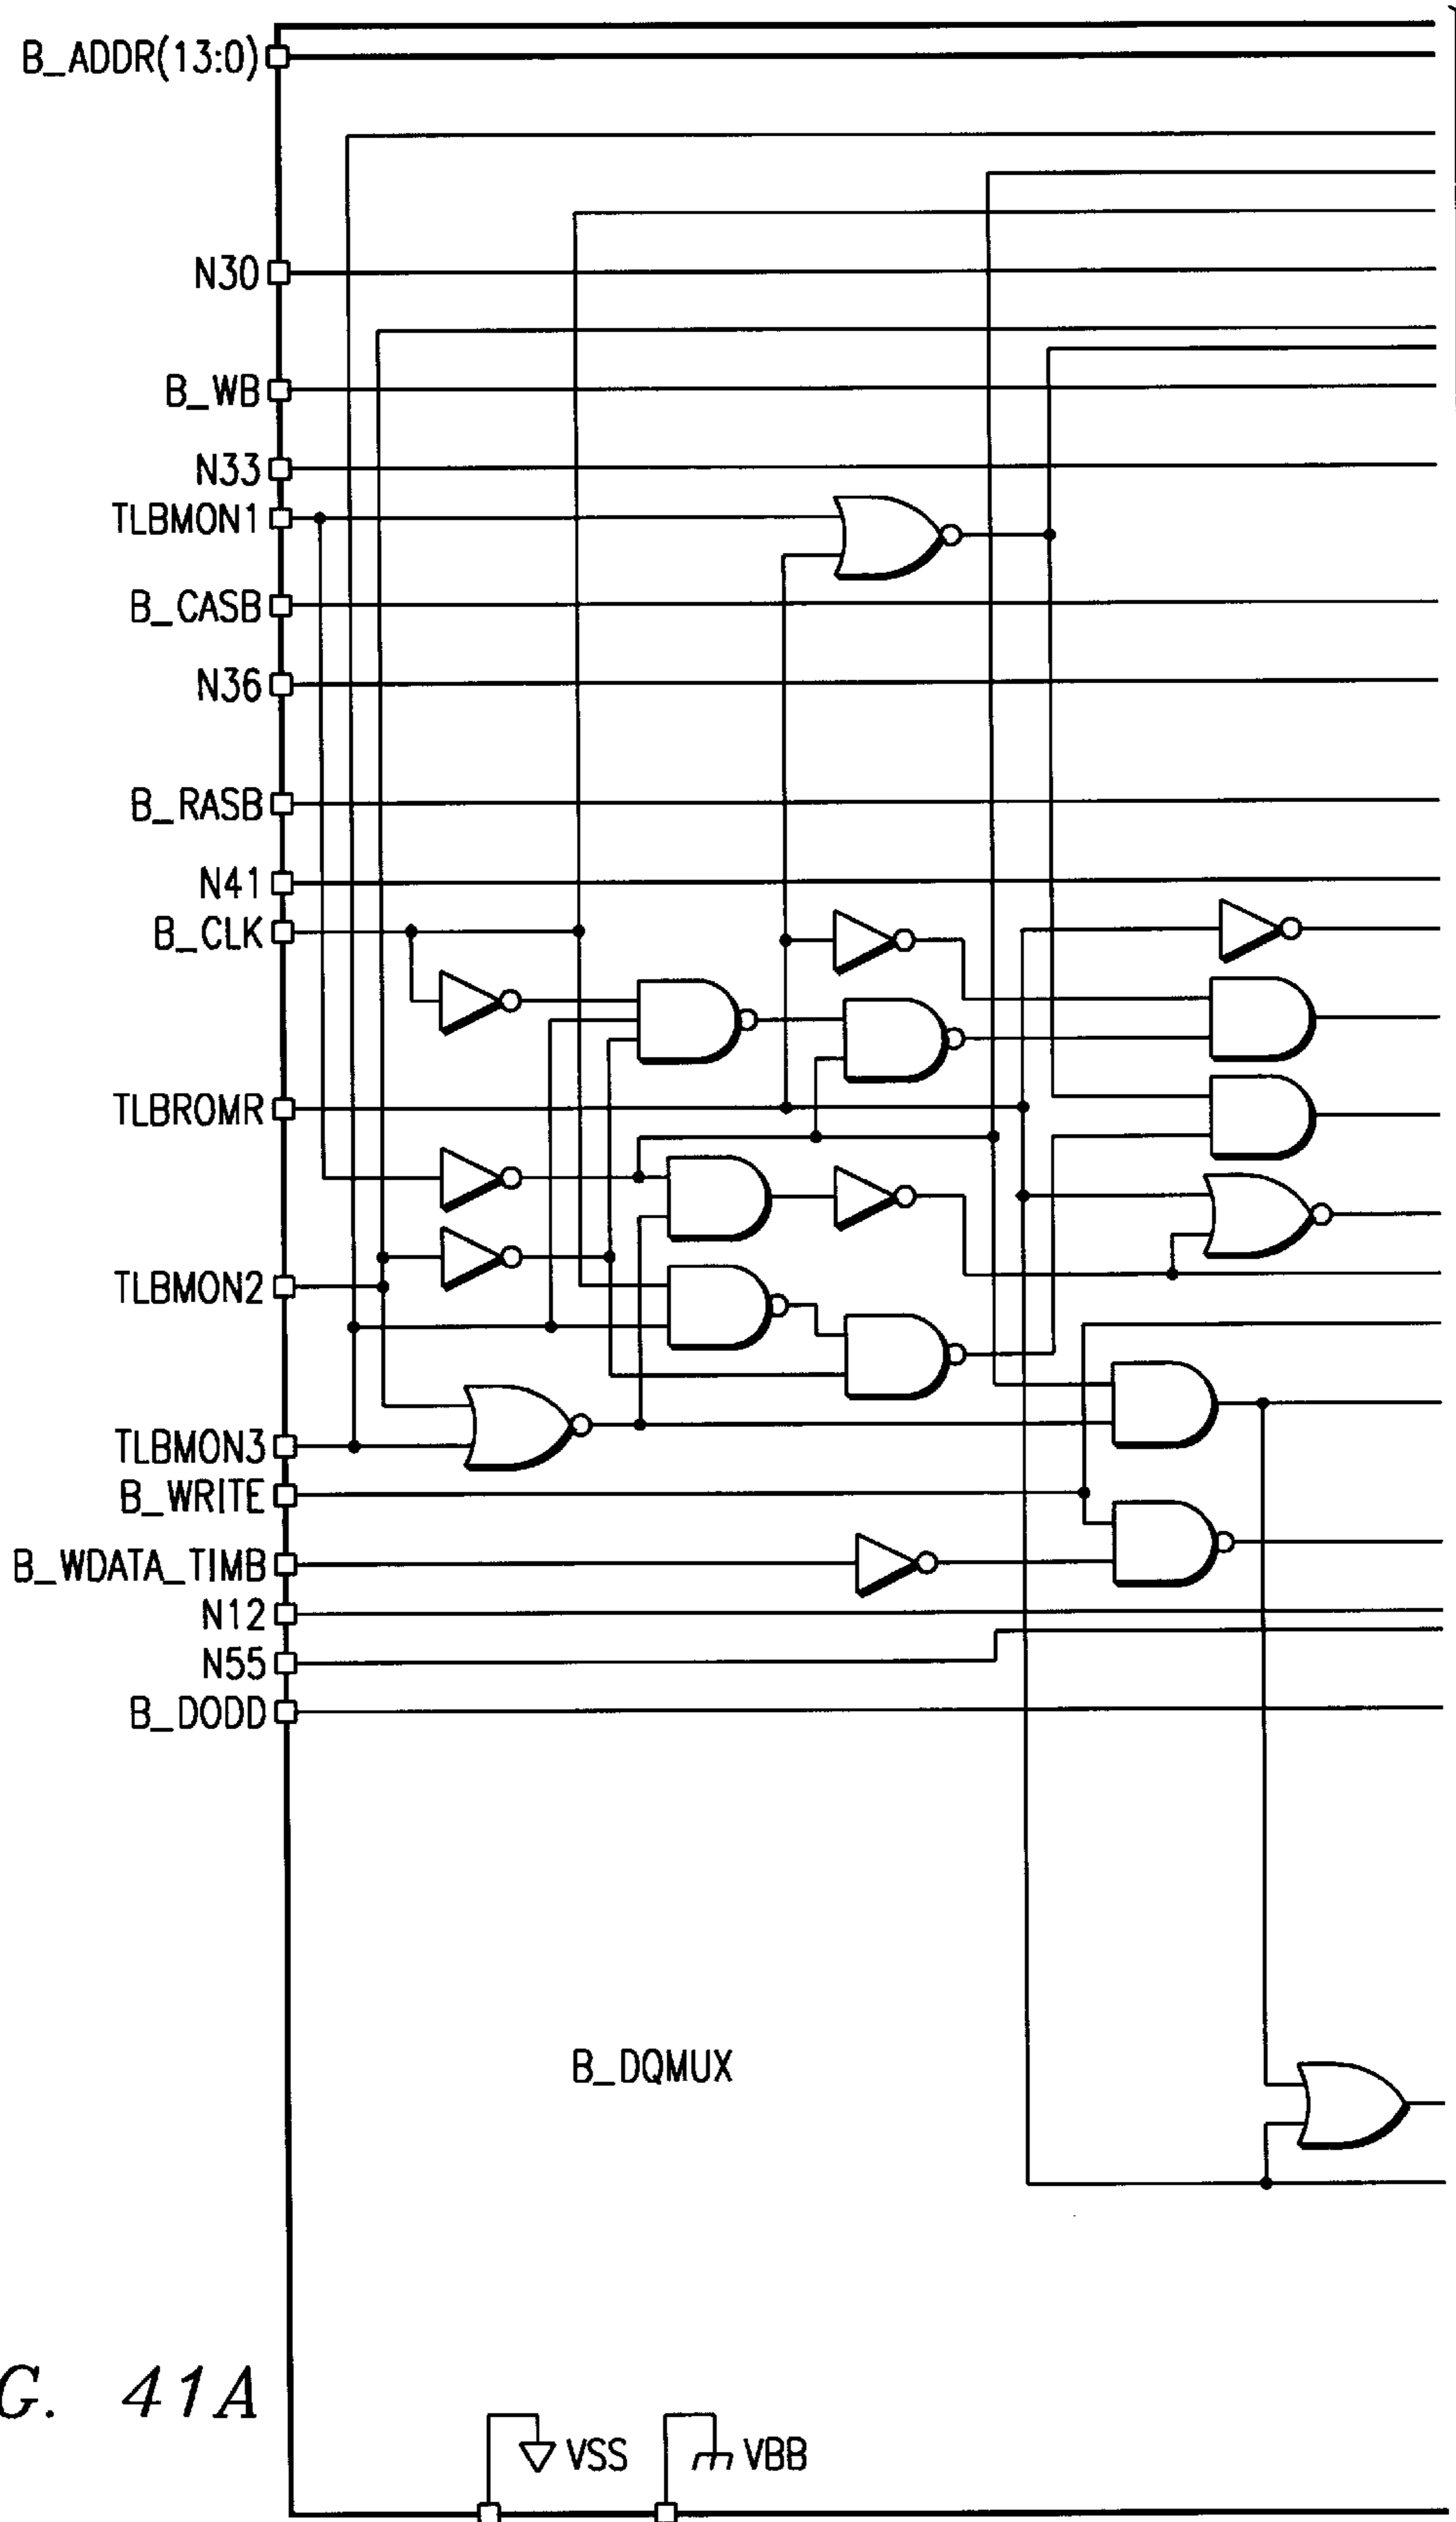 B_ADDR(13:0)
N30
B_WB
N33
TLBMON1
B_CASB
N36
B_RASB
N41
B_CLK
TLBROMR
TLBMON2
TLBMON3
B_WRITE
B_WDATA_TIMB
N12
N55
B_DODD
B_DQMUX
G. 41A
VSS VBB